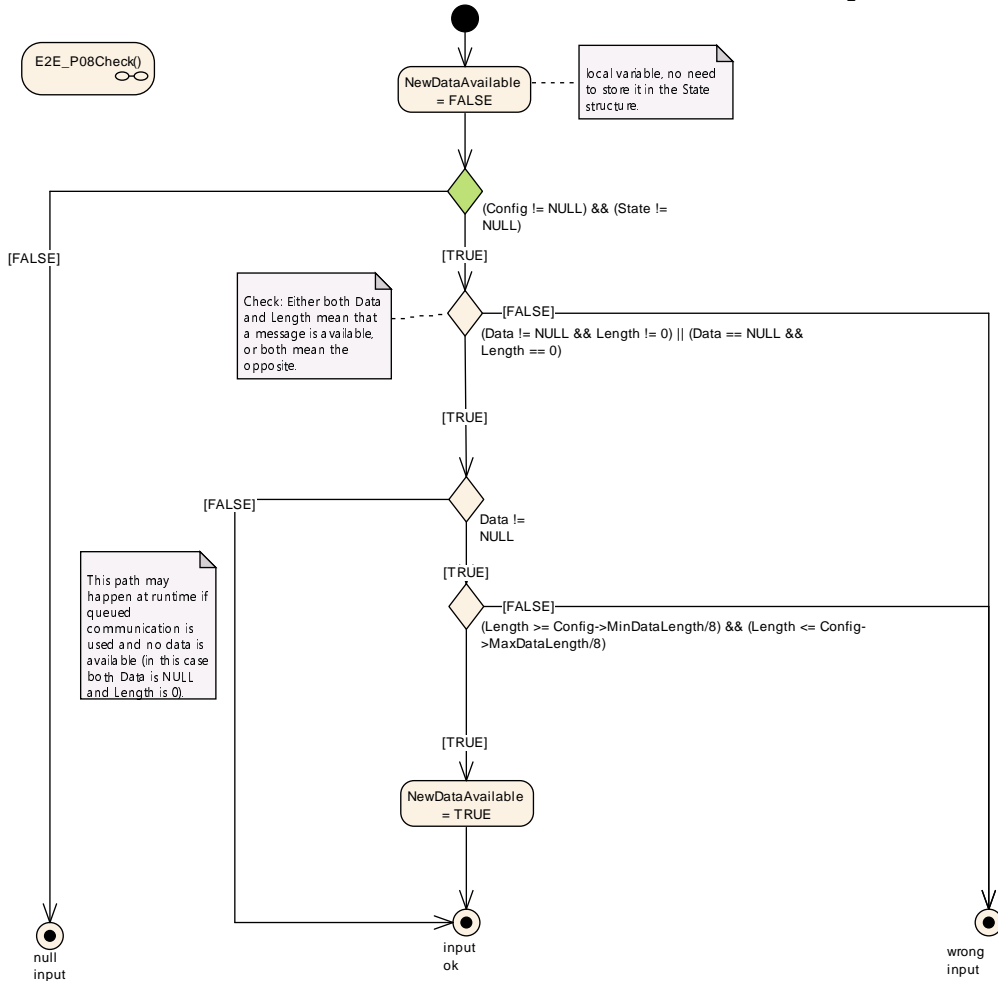 E2E_P08Check()
NewDataAvailable
= FALSE
local variable, no need
to store it in the State
structure.
(Config != NULL) && (State !=
NULL)
[FALSE]
[TRUE]
Check: Either both Data
and Length mean that
a message is available,
or both mean the
opposite.
[FALSE]
(Data != NULL && Length != 0) || (Data == NULL &&
Length == 0)
[TRUE]
[FALSE]
Data !=
NULL
This path may
happen at runtime if
queued
communication is
used and no data is
available (in this case
both Data is NULL
and Length is 0).
[TRUE]
[FALSE]
(Length >= Config->MinDataLength/8) && (Length <= Config-
>MaxDataLength/8)
[TRUE]
NewDataAvailable
= TRUE
null
input
input
ok
wrong
input